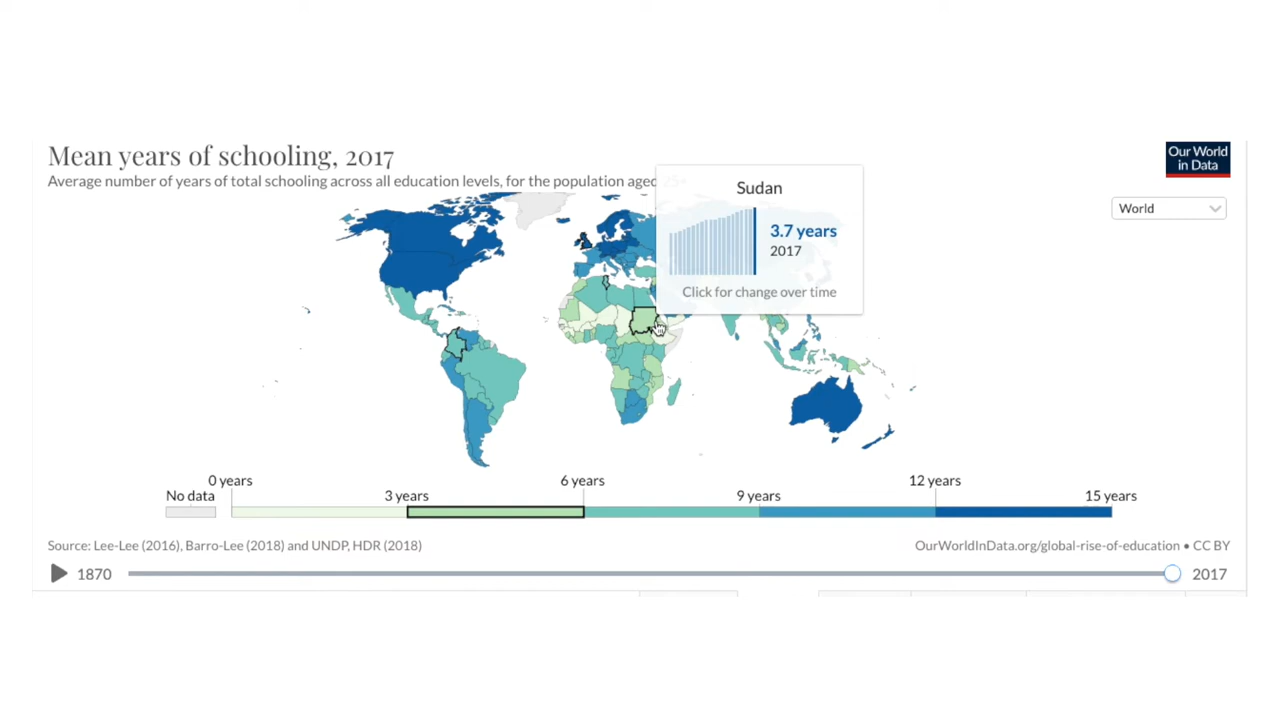 Mean years of schooling, 2017
Average number of years of total schooling across all education levels, for the population aged 25+
Our World
in Data
World
Sudan
3.7 years
2017
Click for change over time
0 years
3 years
6 years
9 years
12 years
15 years
No data
Source: Lee-Lee (2016), Barro-Lee (2018) and UNDP, HDR (2018)
OurWorldInData.org/global-rise-of-education • CC BY
1870
2017